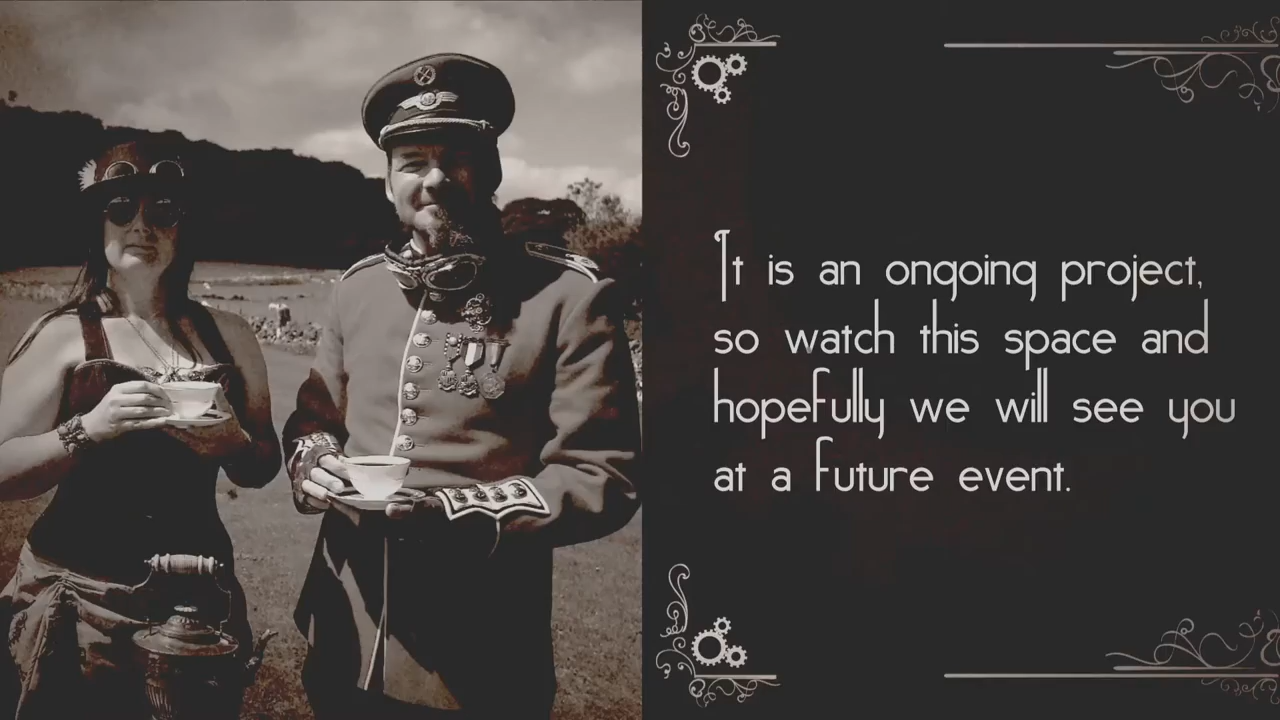 It is an ongoing project,
so watch this space and
hopefully we will see you
at a future event.